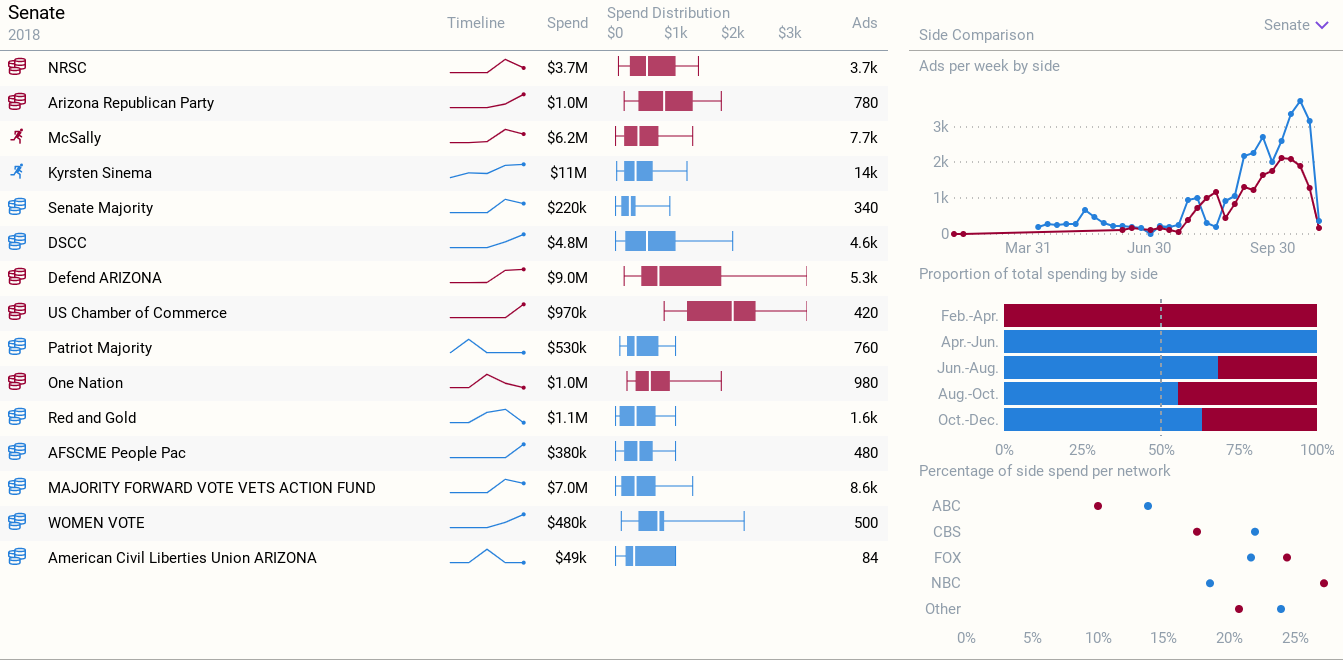 Senate
2018
Timeline Spend Spend Distribution Ads
$0 $1k $2k $3k
NRSC $3.7M 3.7k
Arizona Republican Party $1.0M 780
McSally $6.2M 7.7k
Kyrsten Sinema $11M 14k
Senate Majority $220k 340
DSCC $4.8M 4.6k
Defend ARIZONA $9.0M 5.3k
US Chamber of Commerce $970k 420
Patriot Majority $530k 760
One Nation $1.0M 980
Red and Gold $1.1M 1.6k
AFSCME People Pac $380k 480
MAJORITY FORWARD VOTE VETS ACTION FUND $7.0M 8.6k
WOMEN VOTE $480k 500
American Civil Liberties Union ARIZONA $49k 84
Senate
Side Comparison
Ads per week by side
3k
2k
1k
0
Mar 31 Jun 30 Sep 30
Proportion of total spending by side
Feb.-Apr.
Apr.-Jun.
Jun.-Aug.
Aug.-Oct.
Oct.-Dec.
0% 25% 50% 75% 100%
Percentage of side spend per network
ABC
CBS
FOX
NBC
Other
0% 5% 10% 15% 20% 25%